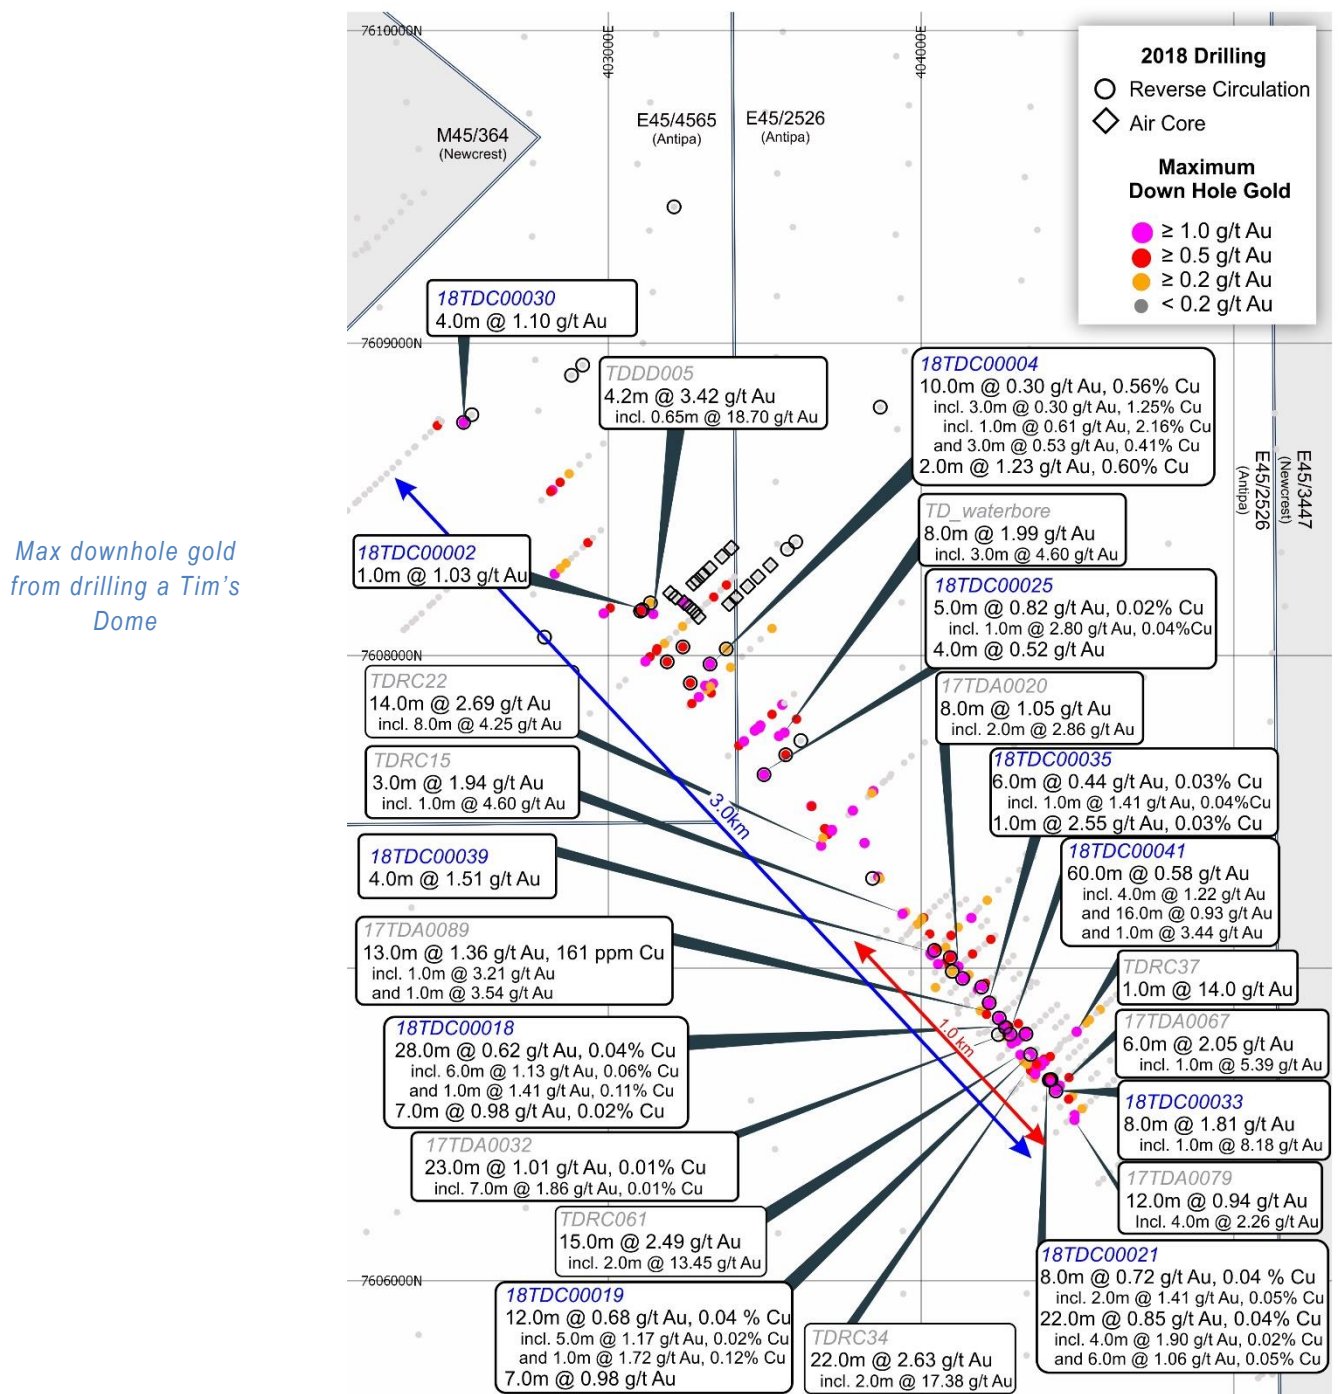 7610000N
403000E
404000E
2018 Drilling
Reverse Circulation
Air Core
Maximum
Down Hole Gold
≥ 1.0 g/t Au
≥ 0.5 g/t Au
≥ 0.2 g/t Au
< 0.2 g/t Au
M45/364
(Newcrest)
E45/4565
(Antipa)
E45/2526
(Antipa)
18TDC00030
4.0m @ 1.10 g/t Au
7609000N
TDDD005
4.2m @ 3.42 g/t Au
incl. 0.65m @ 18.70 g/t Au
18TDC00004
10.0m @ 0.30 g/t Au, 0.56% Cu
incl. 3.0m @ 0.30 g/t Au, 1.25% Cu
incl. 1.0m @ 0.61 g/t Au, 2.16% Cu
and 3.0m @ 0.53 g/t Au, 0.41% Cu
2.0m @ 1.23 g/t Au, 0.60% Cu
E45/3447
(Newcrest)
E45/2526
(Antipa)
TD_waterbore
8.0m @ 1.99 g/t Au
incl. 3.0m @ 4.60 g/t Au
Max downhole gold
from drilling a Tim's
Dome
18TDC00002
1.0m @ 1.03 g/t Au
18TDC00025
5.0m @ 0.82 g/t Au, 0.02% Cu
incl. 1.0m @ 2.80 g/t Au, 0.04%Cu
4.0m @ 0.52 g/t Au
7608000N
TDRC22
14.0m @ 2.69 g/t Au
incl. 8.0m @ 4.25 g/t Au
17TDA0020
8.0m @ 1.05 g/t Au
incl. 2.0m @ 2.86 g/t Au
TDRC15
3.0m @ 1.94 g/t Au
incl. 1.0m @ 4.60 g/t Au
18TDC00035
6.0m @ 0.44 g/t Au, 0.03% Cu
incl. 1.0m @ 1.41 g/t Au, 0.04%Cu
1.0m @ 2.55 g/t Au, 0.03% Cu
3.0km
18TDC00039
4.0m @ 1.51 g/t Au
18TDC00041
60.0m @ 0.58 g/t Au
incl. 4.0m @ 1.22 g/t Au
and 16.0m @ 0.93 g/t Au
and 1.0m @ 3.44 g/t Au
17TDA0089
13.0m @ 1.36 g/t Au, 161 ppm Cu
incl. 1.0m @ 3.21 g/t Au
and 1.0m @ 3.54 g/t Au
TDRC37
1.0m @ 14.0 g/t Au
1.0 km
18TDC00018
28.0m @ 0.62 g/t Au, 0.04% Cu
incl. 6.0m @ 1.13 g/t Au, 0.06% Cu
and 1.0m @ 1.41 g/t Au, 0.11% Cu
7.0m @ 0.98 g/t Au, 0.02% Cu
17TDA0067
6.0m @ 2.05 g/t Au
incl. 1.0m @ 5.39 g/t Au
18TDC00033
8.0m @ 1.81 g/t Au
incl. 1.0m @ 8.18 g/t Au
17TDA0032
23.0m @ 1.01 g/t Au, 0.01% Cu
incl. 7.0m @ 1.86 g/t Au, 0.01% Cu
17TDA0079
12.0m @ 0.94 g/t Au
Incl. 4.0m @ 2.26 g/t Au
TDRC061
15.0m @ 2.49 g/t Au
incl. 2.0m @ 13.45 g/t Au
18TDC00021
8.0m @ 0.72 g/t Au, 0.04 % Cu
incl. 2.0m @ 1.41 g/t Au, 0.05% Cu
22.0m @ 0.85 g/t Au, 0.04% Cu
incl. 4.0m @ 1.90 g/t Au, 0.02% Cu
and 6.0m @ 1.06 g/t Au, 0.05% Cu
7606000N
18TDC00019
12.0m @ 0.68 g/t Au, 0.04 % Cu
incl. 5.0m @ 1.17 g/t Au, 0.02% Cu
and 1.0m @ 1.72 g/t Au, 0.12% Cu
7.0m @ 0.98 g/t Au
TDRC34
22.0m @ 2.63 g/t Au
incl. 2.0m @ 17.38 g/t Au